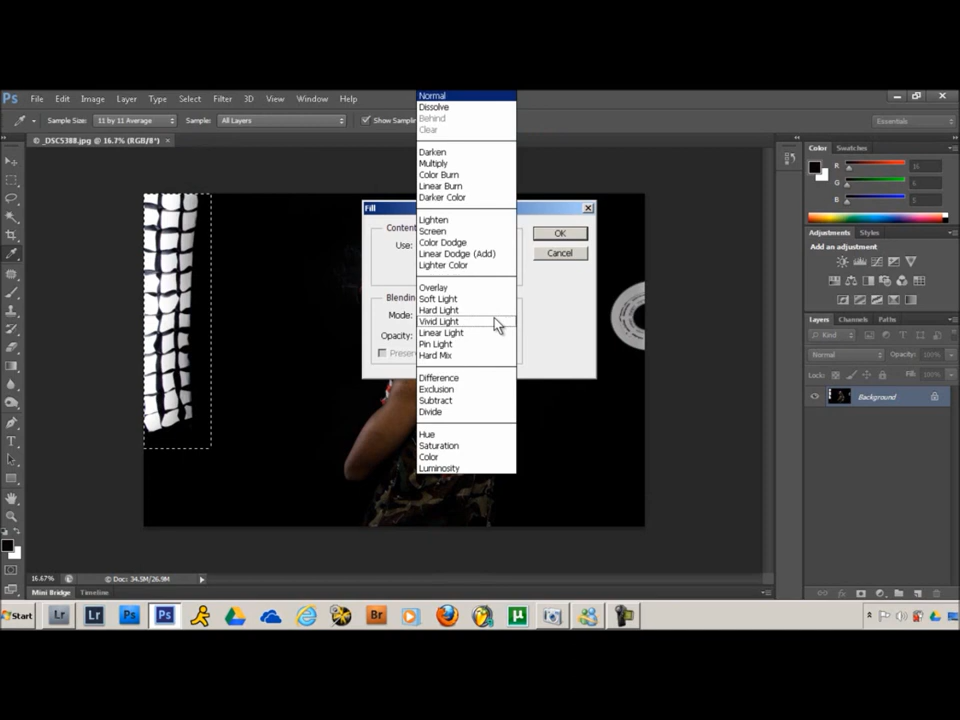 Ps File Edit Image Layer Type Select Filter 3D View Window Help
Sample Size: 11 by 11 Average Sample: All Layers Essentials
_DSC5388.jpg @ 16.7% (RGB/8*) ×
Normal
Dissolve
Behind
Clear
Darken
Multiply
Color Burn
Linear Burn
Darker Color
Lighten
Screen
Color Dodge
Linear Dodge (Add)
Lighter Color
Overlay
Soft Light
Hard Light
Vivid Light
Linear Light
Pin Light
Hard Mix
Difference
Exclusion
Subtract
Divide
Hue
Saturation
Color
Luminosity
Fill
Use:
OK
Cancel
Mode:
Opacity:
Color Swatches
R
G
B
Adjustments Styles
Add an adjustment
Layers Channels Paths
Kind
Normal Opacity: 100%
Lock: Fill: 100%
Background
16.67% Doc: 34.5M/26.9M
Mini Bridge Timeline
Start Lr Lr Ps Ps Br